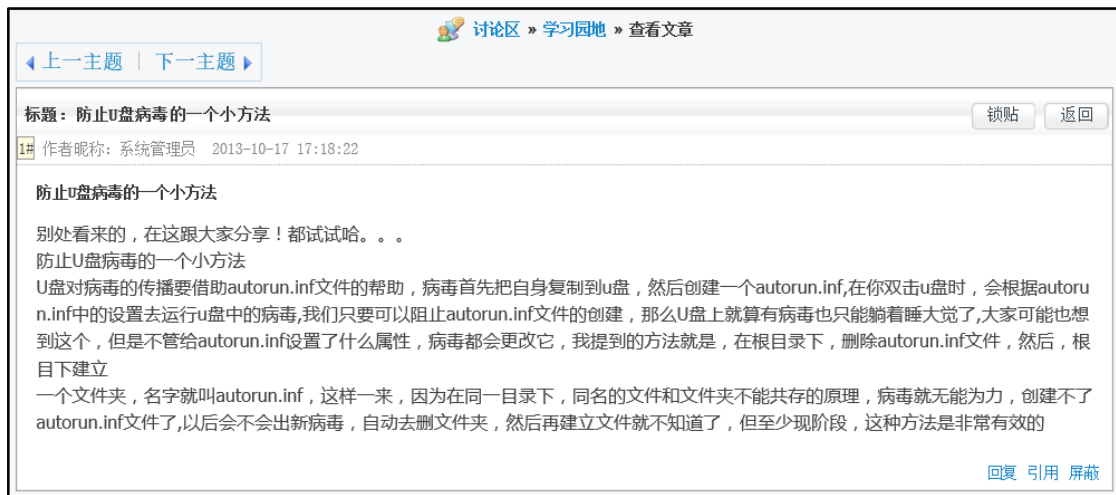 讨论区 » 学习园地 » 查看文章
上一主题 | 下一主题
标题：防止U盘病毒的一个小方法 锁贴 返回
1# 作者昵称：系统管理员 2013-10-17 17:18:22
防止U盘病毒的一个小方法
别处看来的，在这跟大家分享！都试试哈。。。
防止U盘病毒的一个小方法
U盘对病毒的传播要借助autorun.inf文件的帮助，病毒首先把自身复制到u盘，然后创建一个autorun.inf,在你双击u盘时，会根据autoru
n.inf中的设置去运行u盘中的病毒,我们只要可以阻止autorun.inf文件的创建，那么U盘上就算有病毒也只能躺着睡大觉了,大家可能也想
到这个，但是不管给autorun.inf设置了什么属性，病毒都会更改它，我提到的方法就是，在根目录下，删除autorun.inf文件，然后，根
目下建立
一个文件夹，名字就叫autorun.inf，这样一来，因为在同一目录下，同名的文件和文件夹不能共存的原理，病毒就无能为力，创建不了
autorun.inf文件了,以后会不会出新病毒，自动去删文件夹，然后再建立文件就不知道了，但至少现阶段，这种方法是非常有效的
回复 引用 屏蔽